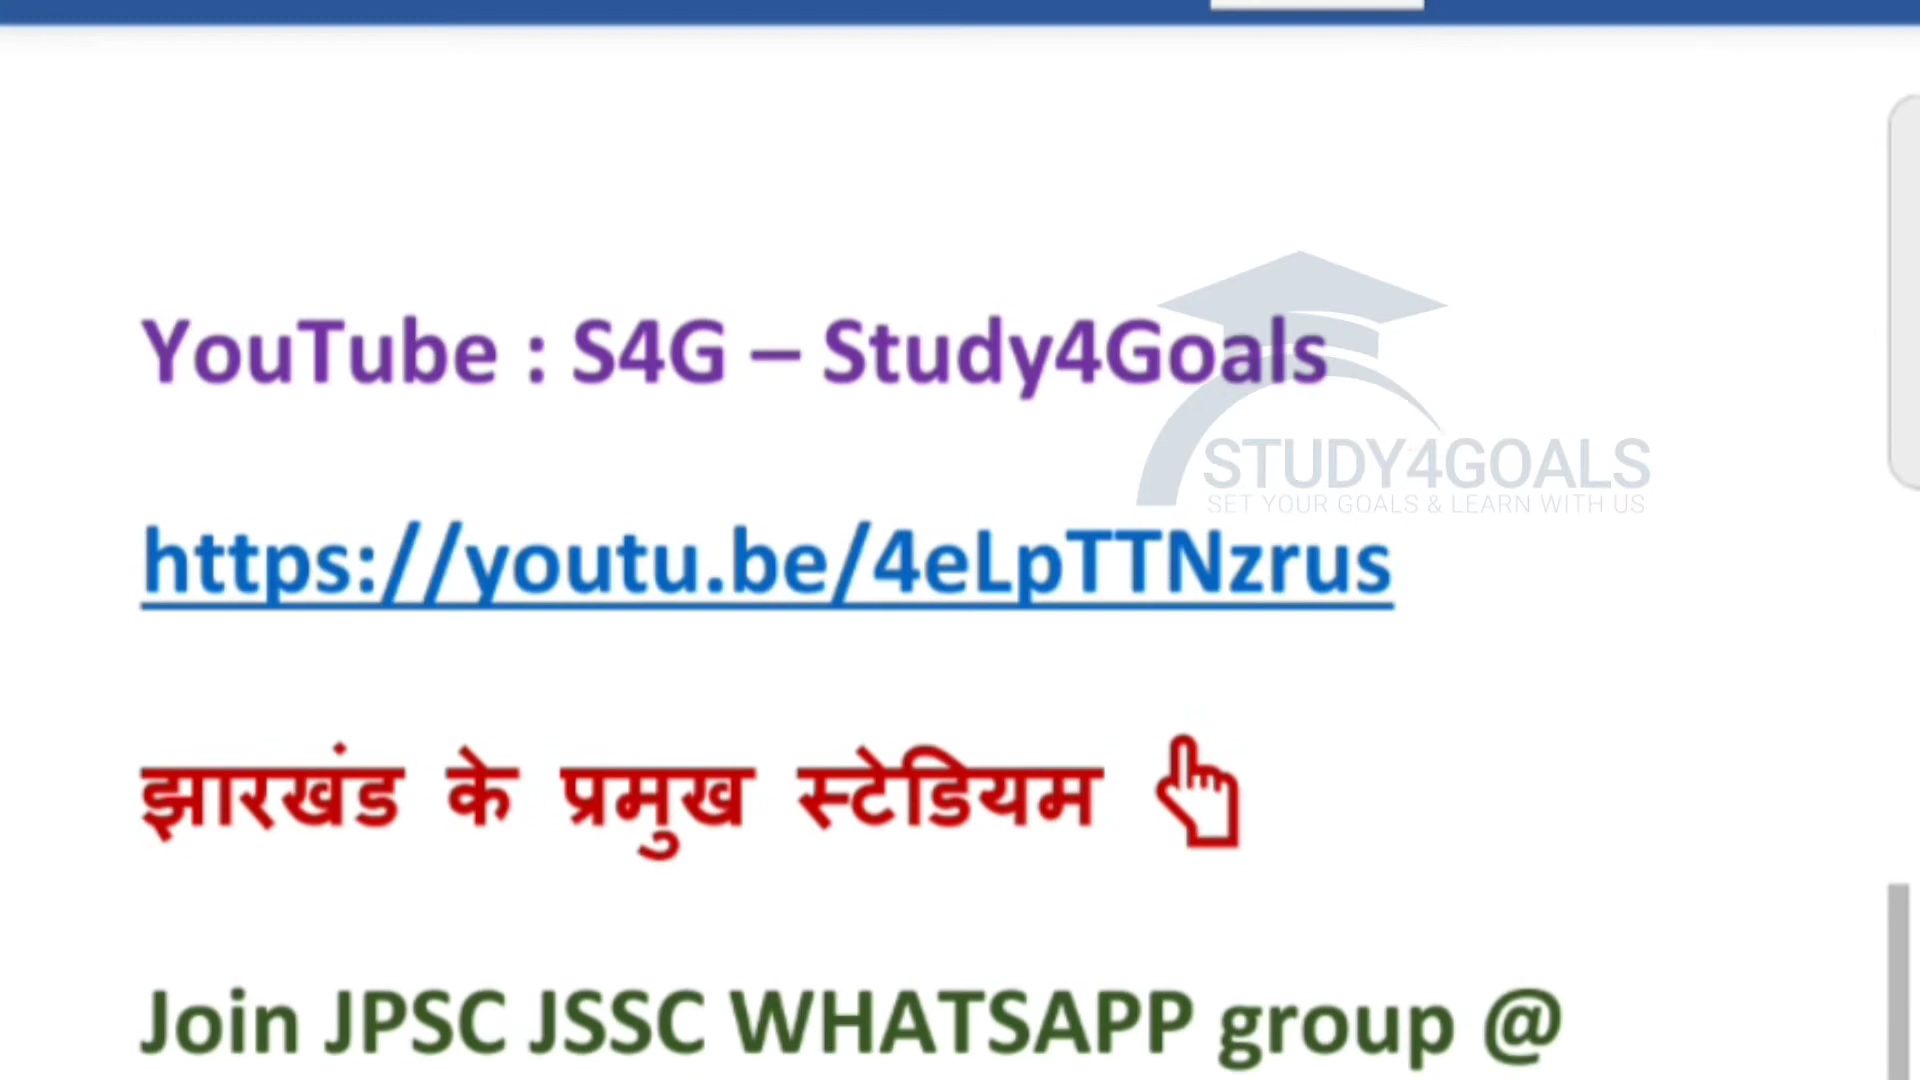 YouTube : S4G – Study4Goals
STUDY4GOALS
SET YOUR GOALS & LEARN WITH US
https://youtu.be/4eLpTTNzrus
झारखंड के प्रमुख स्टेडियम
Join JPSC JSSC WHATSAPP group @